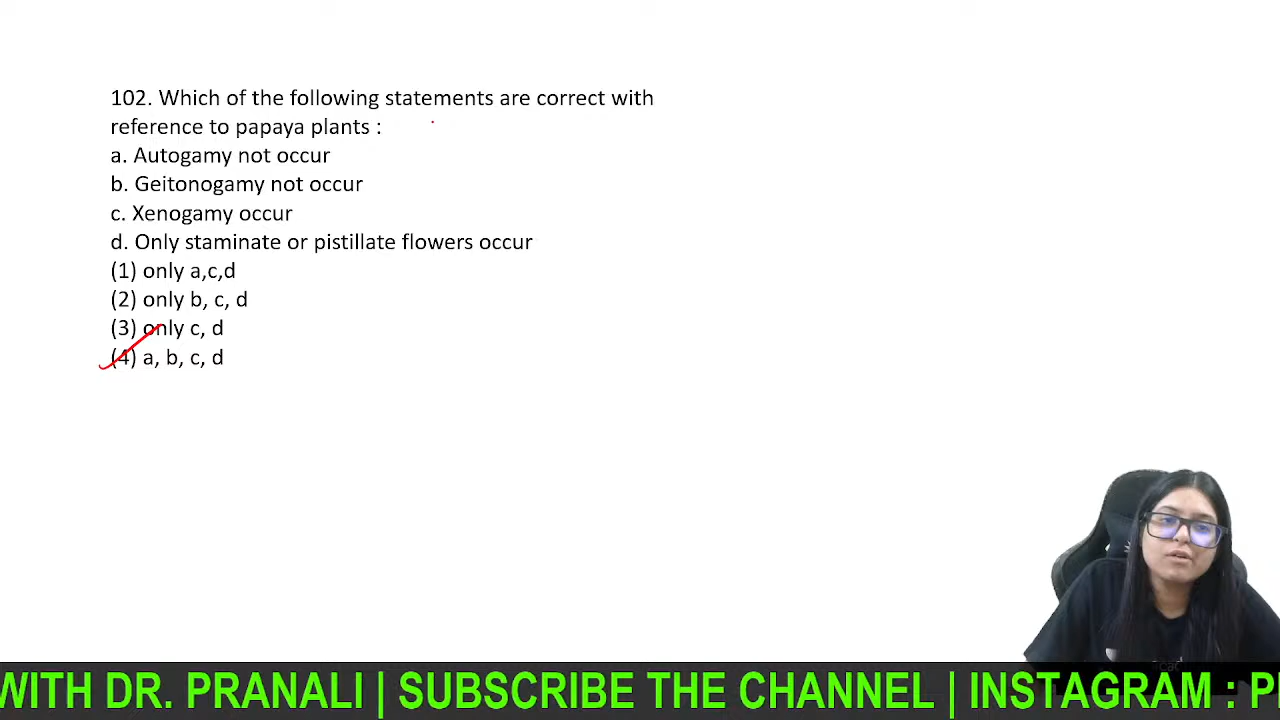 102. Which of the following statements are correct with
reference to papaya plants :
a. Autogamy not occur
b. Geitonogamy not occur
c. Xenogamy occur
d. Only staminate or pistillate flowers occur
(1) only a,c,d
(2) only b, c, d
(3) only c, d
(4) a, b, c, d
WITH DR. PRANALI | SUBSCRIBE THE CHANNEL | INSTAGRAM :